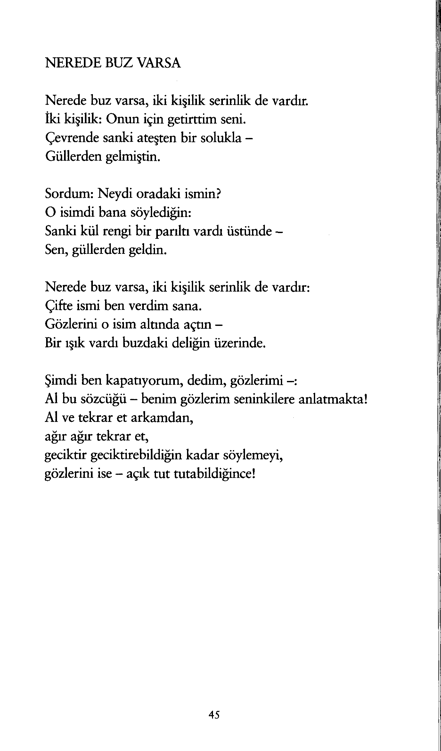 NEREDE BUZ VARSA
Nerede buz varsa, iki kişilik serinlik de vardır.
İki kişilik: Onun için getirttim seni.
Çevrende sanki ateşten bir solukla –
Güllerden gelmiştin.
Sordum: Neydi oradaki ismin?
O isimdi bana söylediğin:
Sanki kül rengi bir parıltı vardı üstünde –
Sen, güllerden geldin.
Nerede buz varsa, iki kişilik serinlik de vardır:
Çifte ismi ben verdim sana.
Gözlerini o isim altında açtın –
Bir ışık vardı buzdaki deliğin üzerinde.
Şimdi ben kapatıyorum, dedim, gözlerimi –:
Al bu sözcüğü – benim gözlerim seninkilere anlatmakta!
Al ve tekrar et arkamdan,
ağır ağır tekrar et,
geciktir geciktirebildiğin kadar söylemeyi,
gözlerini ise – açık tut tutabildiğince!
45